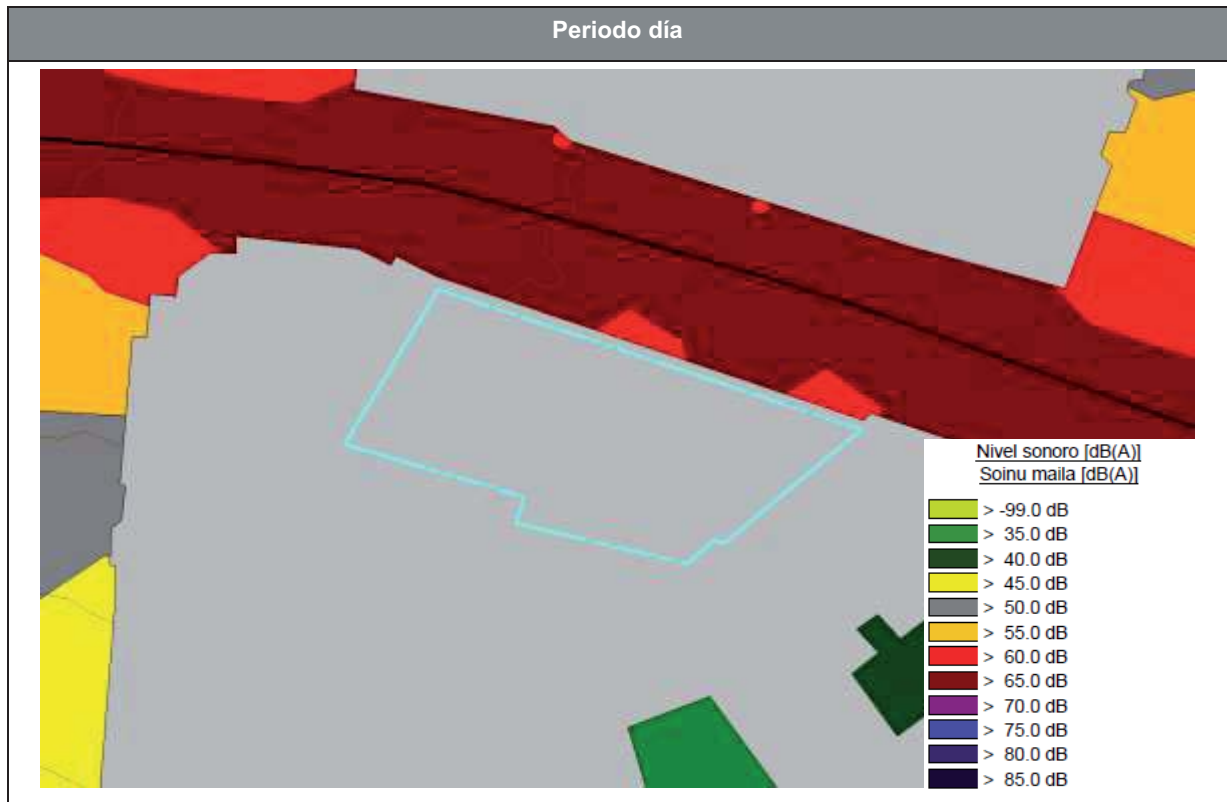 Periodo día
Nivel sonoro [dB(A)]
Soinu maila [dB(A)]
> -99.0 dB
> 35.0 dB
> 40.0 dB
> 45.0 dB
> 50.0 dB
> 55.0 dB
> 60.0 dB
> 65.0 dB
> 70.0 dB
> 75.0 dB
> 80.0 dB
> 85.0 dB